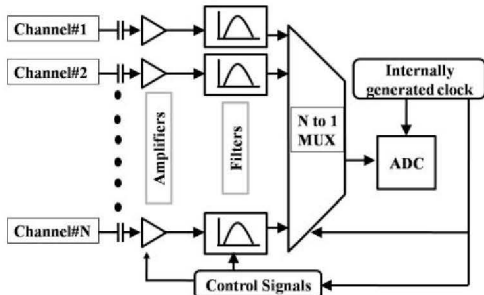 Channel#1
Channel#2
Channel#N
Amplifiers
Filters
N to 1
MUX
Internally
generated clock
ADC
Control Signals